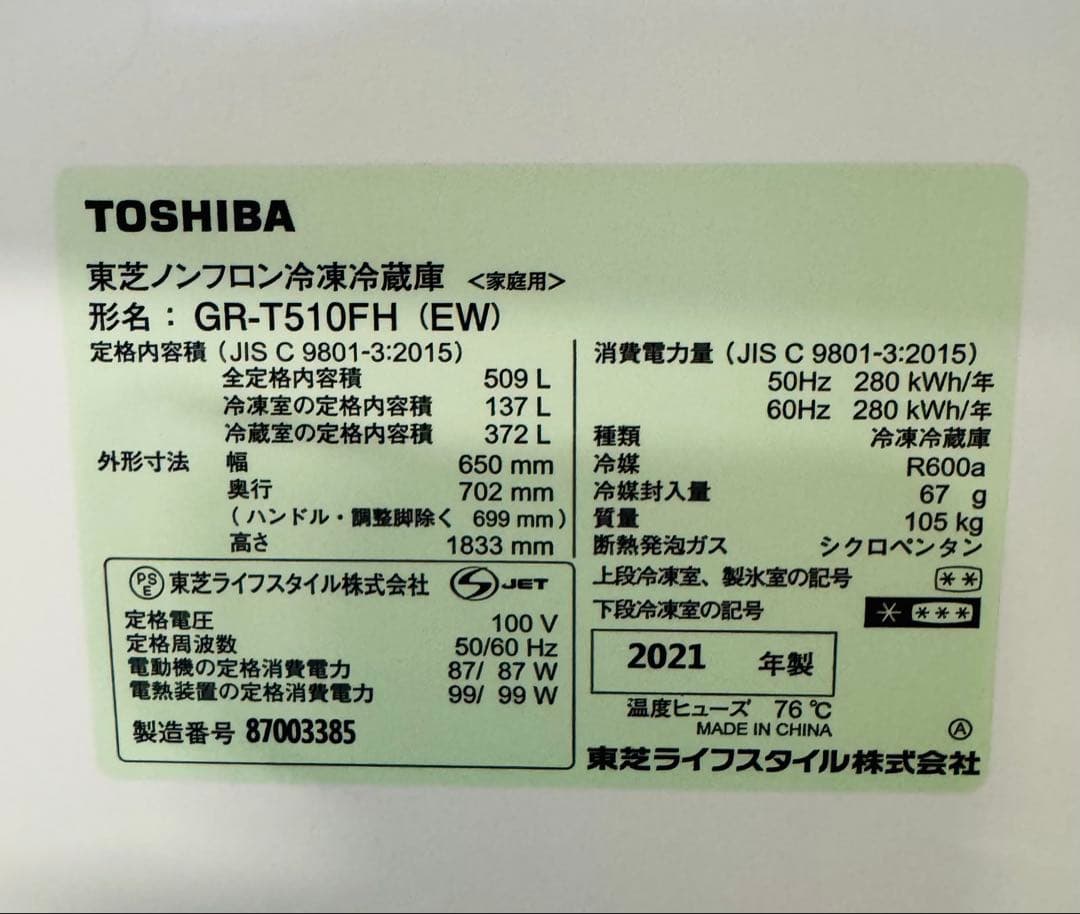 TOSHIBA
東芝ノンフロン冷凍冷蔵庫 <家庭用>
形名：GR-T510FH (EW)
定格内容積 (JIS C 9801-3:2015)
全定格内容積 509 L
冷凍室の定格内容積 137 L
冷蔵室の定格内容積 372 L
外形寸法 幅 650 mm
奥行 702 mm
(ハンドル・調整脚除く 699 mm)
高さ 1833 mm
PSE 東芝ライフスタイル株式会社 JET
定格電圧 100 V
定格周波数 50/60 Hz
電動機の定格消費電力 87/ 87 W
電熱装置の定格消費電力 99/ 99 W
製造番号 87003385
消費電力量 (JIS C 9801-3:2015)
50Hz 280 kWh/年
60Hz 280 kWh/年
種類 冷凍冷蔵庫
冷媒 R600a
冷媒封入量 67 g
質量 105 kg
断熱発泡ガス シクロペンタン
上段冷凍室、製氷室の記号 **
下段冷凍室の記号 * ***
2021 年製
温度ヒューズ 76℃
MADE IN CHINA Ⓐ
東芝ライフスタイル株式会社